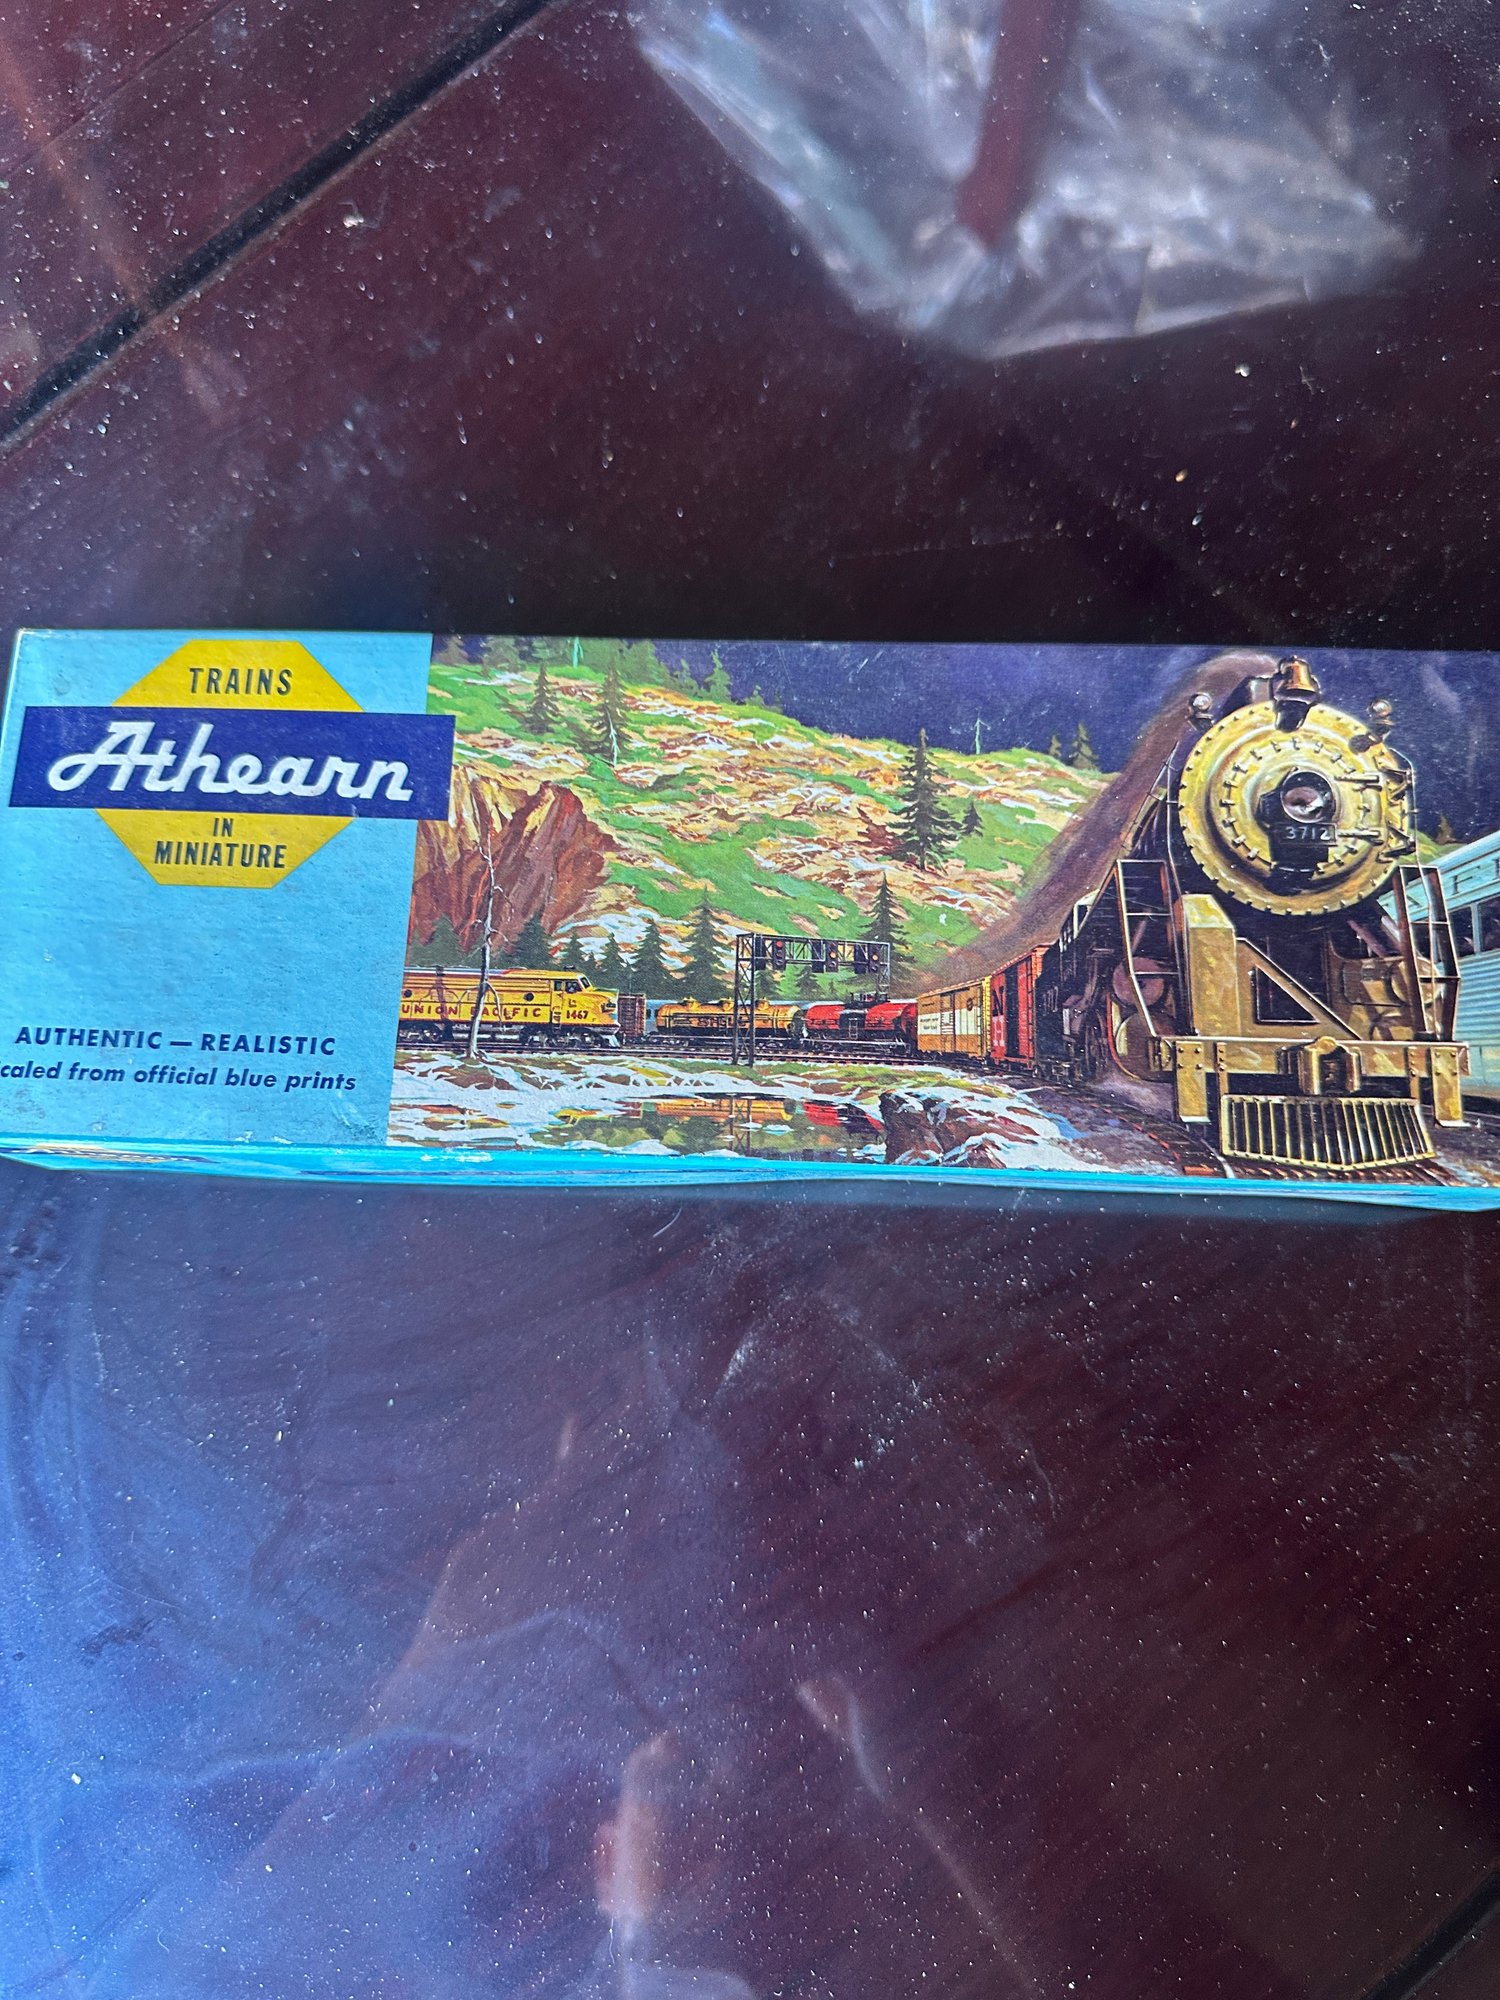 TRAINS
Athearn
IN
MINIATURE
AUTHENTIC — REALISTIC
caled from official blue prints
UNION PACIFIC 1467
3712